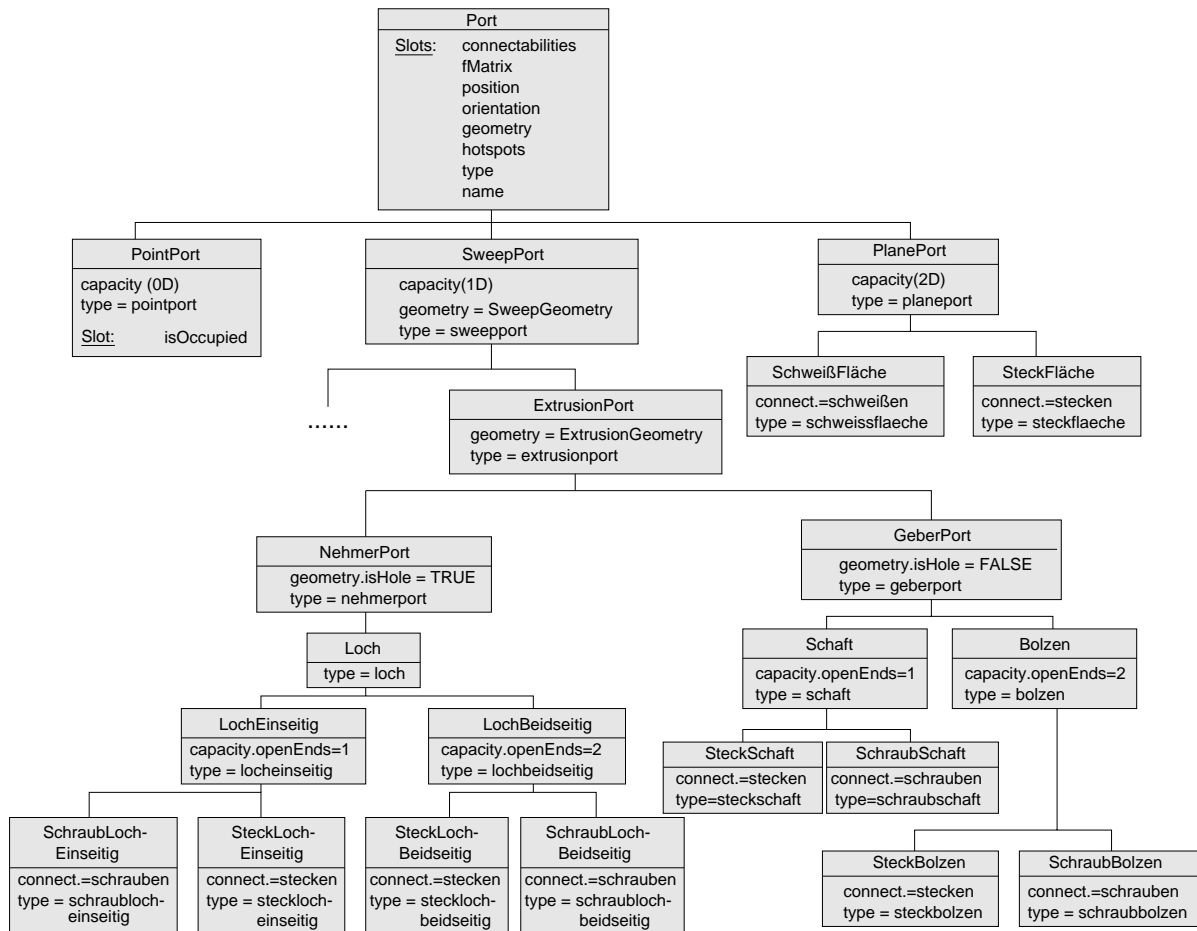 Port
Slots: connectabilities
fMatrix
position
orientation
geometry
hotspots
type
name
PointPort
capacity (0D)
type = pointport
Slot: isOccupied
SweepPort
capacity(1D)
geometry = SweepGeometry
type = sweepport
PlanePort
capacity(2D)
type = planeport
SchweißFläche
connect.=schweißen
type = schweissflaeche
SteckFläche
connect.=stecken
type = steckflaeche
......
ExtrusionPort
geometry = ExtrusionGeometry
type = extrusionport
NehmerPort
geometry.isHole = TRUE
type = nehmerport
GeberPort
geometry.isHole = FALSE
type = geberport
Loch
type = loch
Schaft
capacity.openEnds=1
type = schaft
Bolzen
capacity.openEnds=2
type = bolzen
LochEinseitig
capacity.openEnds=1
type = locheinseitig
LochBeidseitig
capacity.openEnds=2
type = lochbeidseitig
SteckSchaft
connect.=stecken
type=steckschaft
SchraubSchaft
connect.=schrauben
type=schraubschaft
SchraubLoch-
Einseitig
connect.=schrauben
type = schraubloch-
einseitig
SteckLoch-
Einseitig
connect.=stecken
type = steckloch-
einseitig
SteckLoch-
Beidseitig
connect.=stecken
type = steckloch-
beidseitig
SchraubLoch-
Beidseitig
connect.=schrauben
type = schraubloch-
beidseitig
SteckBolzen
connect.=stecken
type = steckbolzen
SchraubBolzen
connect.=schrauben
type = schraubbolzen